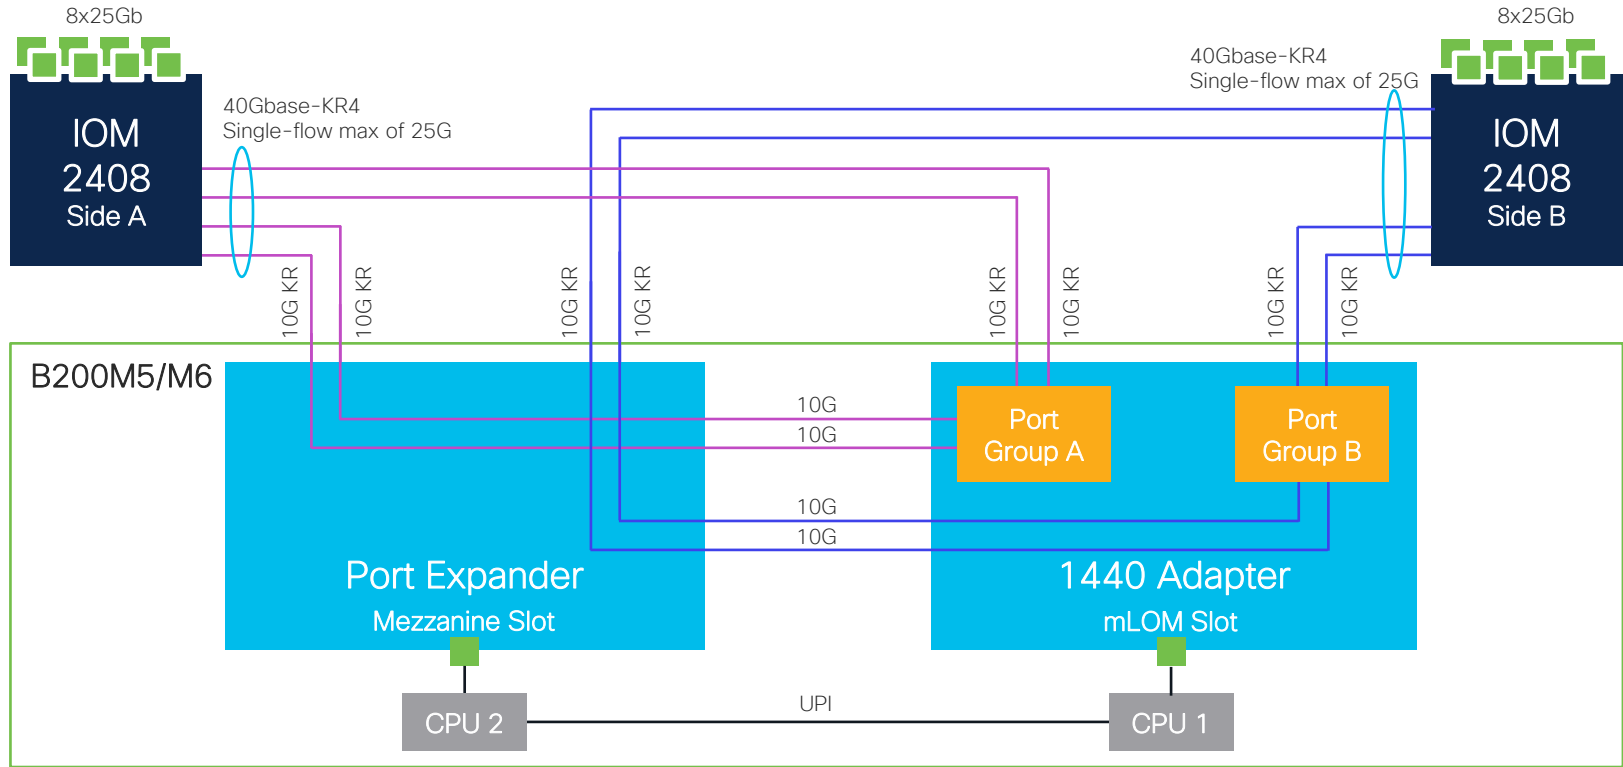 8x25Gb
8x25Gb
40Gbase-KR4
Single-flow max of 25G
40Gbase-KR4
Single-flow max of 25G
IOM
2408
Side A
IOM
2408
Side B
10G KR
10G KR
10G KR
10G KR
10G KR
10G KR
10G KR
10G KR
B200M5/M6
10G
10G
Port
Group A
Port
Group B
10G
10G
Port Expander
Mezzanine Slot
1440 Adapter
mLOM Slot
UPI
CPU 2
CPU 1